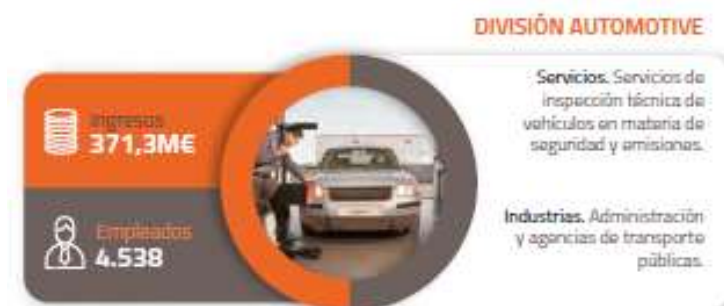 DIVISIÓN AUTOMOTIVE
Ingresos
371,3M€
Empleados
4.538
Servicios. Servicios de
inspección técnica de
vehículos en materia de
seguridad y emisiones.
Industrias. Administración
y agencias de transporte
públicas.